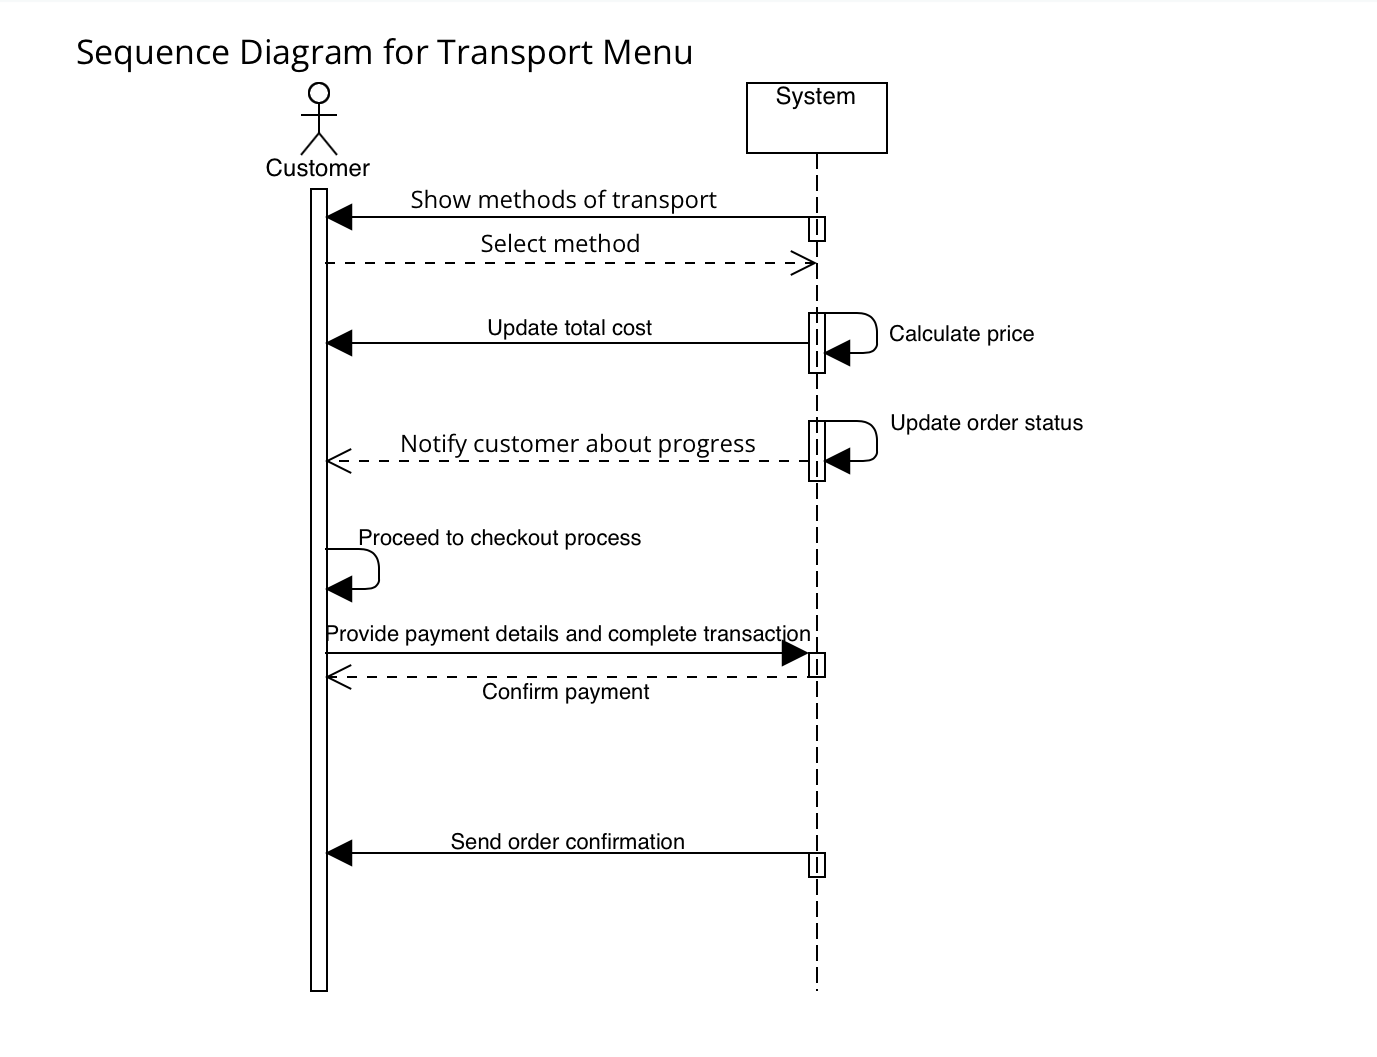 Sequence Diagram for Transport Menu
System
Customer
Show methods of transport
Select method
Update total cost
Calculate price
Update order status
Notify customer about progress
Proceed to checkout process
Provide payment details and complete transaction
Confirm payment
Send order confirmation